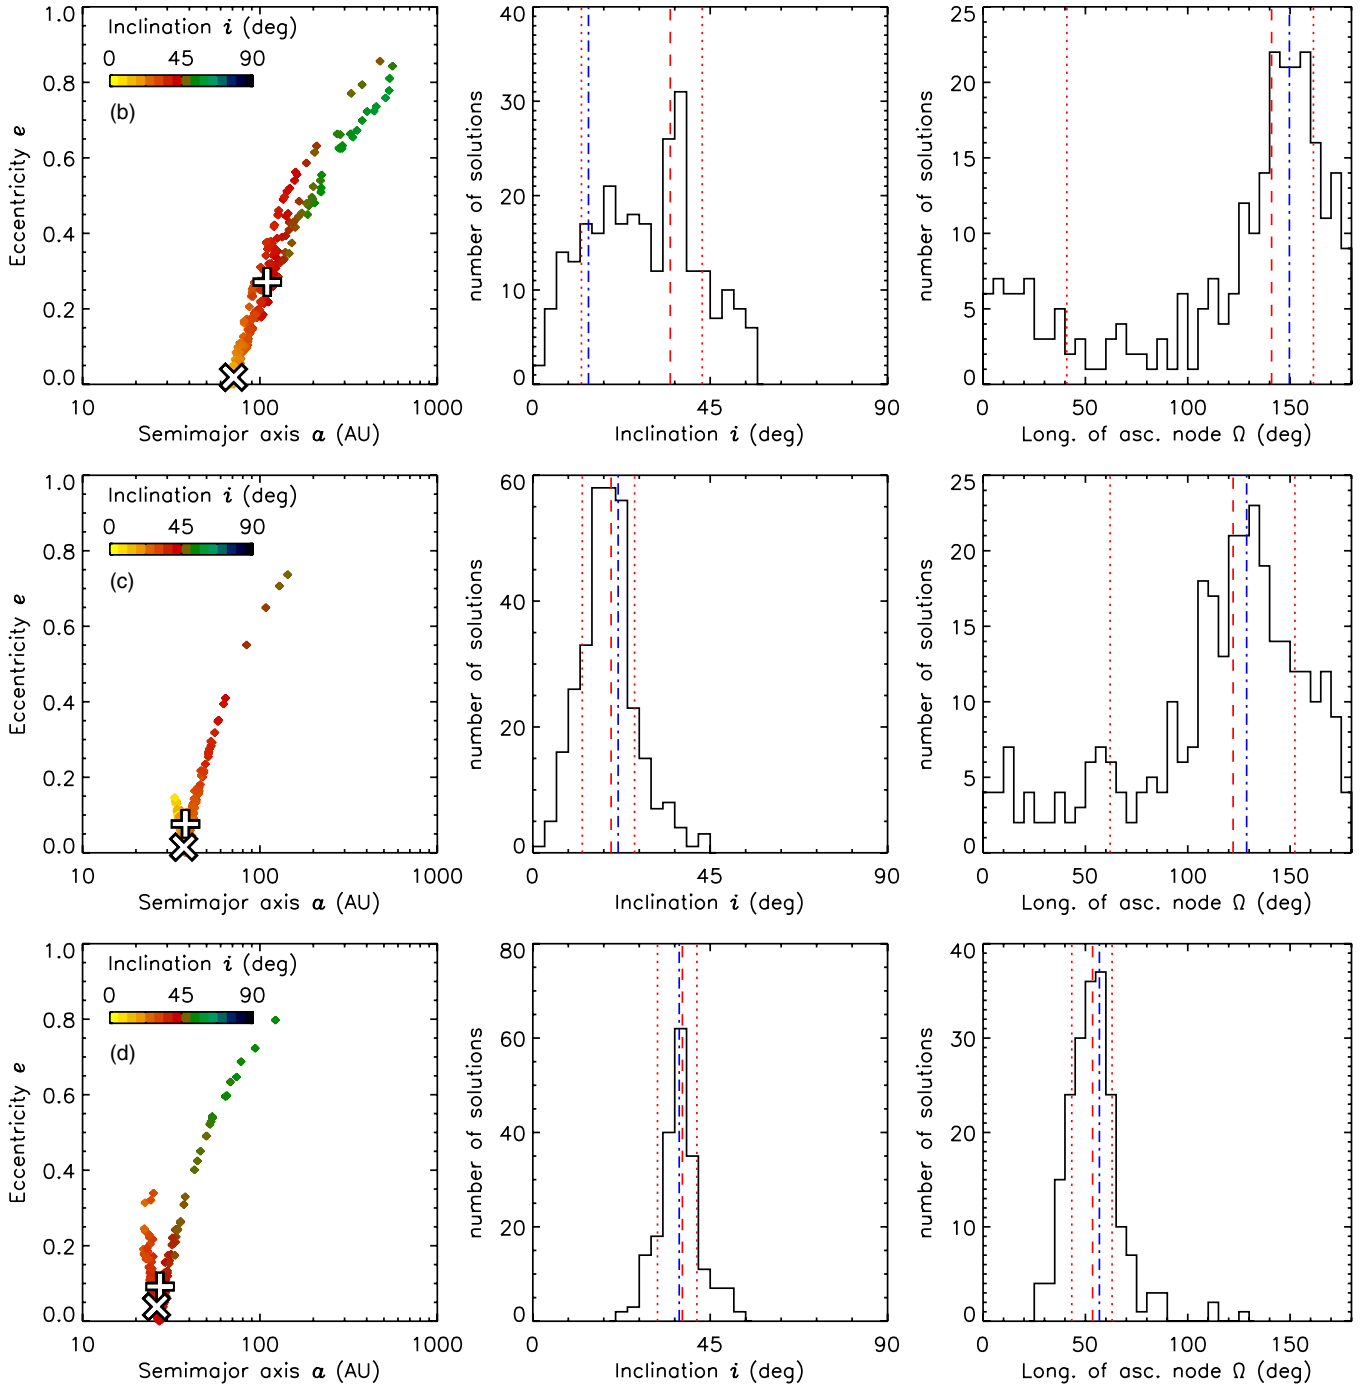 1.0
0.8
0.6
0.4
0.2
0.0
Eccentricity e
Inclination i (deg)
0 45 90
(b)
10 100 1000
Semimajor axis a (AU)
40
30
20
10
0
number of solutions
0 45 90
Inclination i (deg)
25
20
15
10
5
0
number of solutions
0 50 100 150
Long. of asc. node Ω (deg)
1.0
0.8
0.6
0.4
0.2
0.0
Eccentricity e
Inclination i (deg)
0 45 90
(c)
10 100 1000
Semimajor axis a (AU)
60
40
20
0
number of solutions
0 45 90
Inclination i (deg)
25
20
15
10
5
0
number of solutions
0 50 100 150
Long. of asc. node Ω (deg)
1.0
0.8
0.6
0.4
0.2
0.0
Eccentricity e
Inclination i (deg)
0 45 90
(d)
10 100 1000
Semimajor axis a (AU)
80
60
40
20
0
number of solutions
0 45 90
Inclination i (deg)
40
30
20
10
0
number of solutions
0 50 100 150
Long. of asc. node Ω (deg)